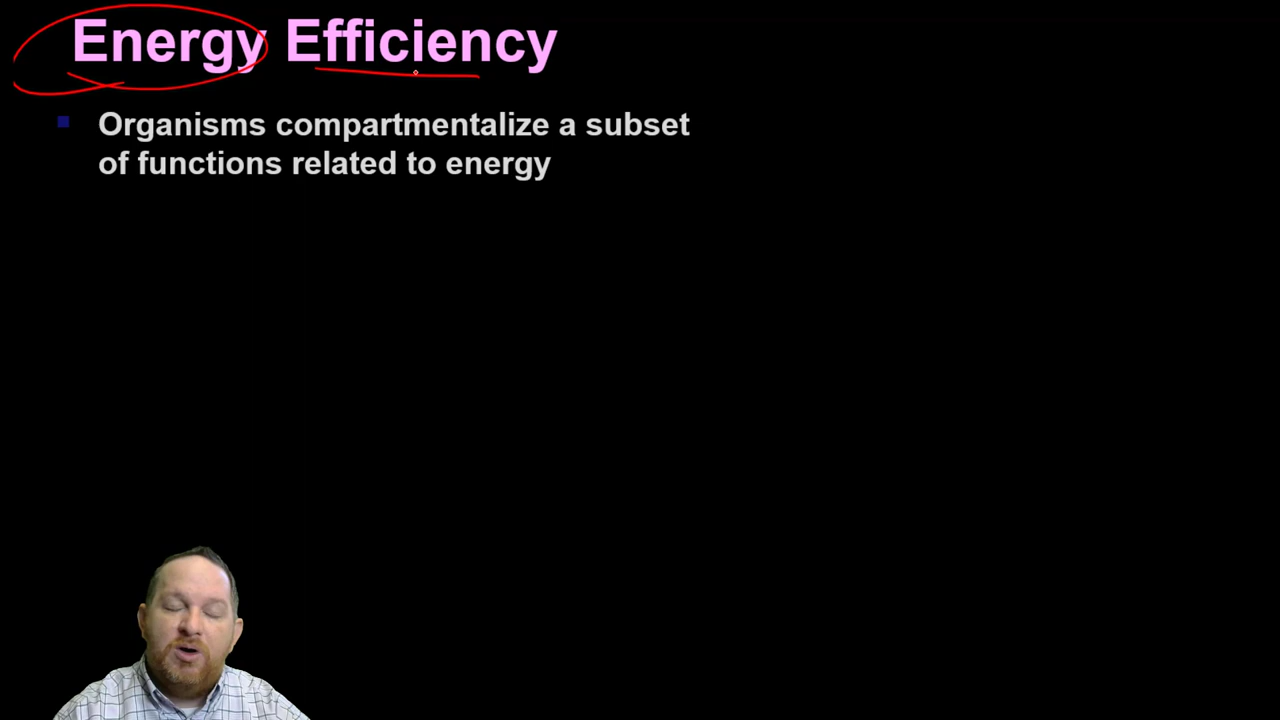 Energy Efficiency
Organisms compartmentalize a subset
of functions related to energy